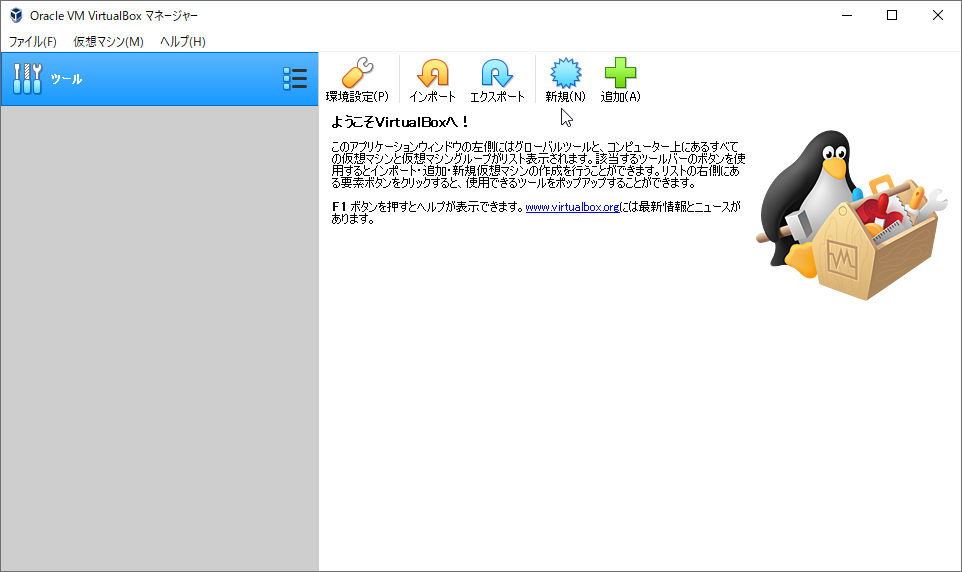 Oracle VM VirtualBox マネージャー
ファイル(F) 仮想マシン(M) ヘルプ(H)
ツール
環境設定(P) インポート エクスポート 新規(N) 追加(A)
ようこそVirtualBoxへ！
このアプリケーションウィンドウの左側にはグローバルツールと、コンピューター上にあるすべて
の仮想マシンと仮想マシングループがリスト表示されます。該当するツールバーのボタンを使
用するとインポート・追加・新規仮想マシンの作成を行うことができます。リストの右側にあ
る要素ボタンをクリックすると、使用できるツールをポップアップすることができます。
F1 ボタンを押すとヘルプが表示できます。www.virtualbox.orgには最新情報とニュースが
あります。